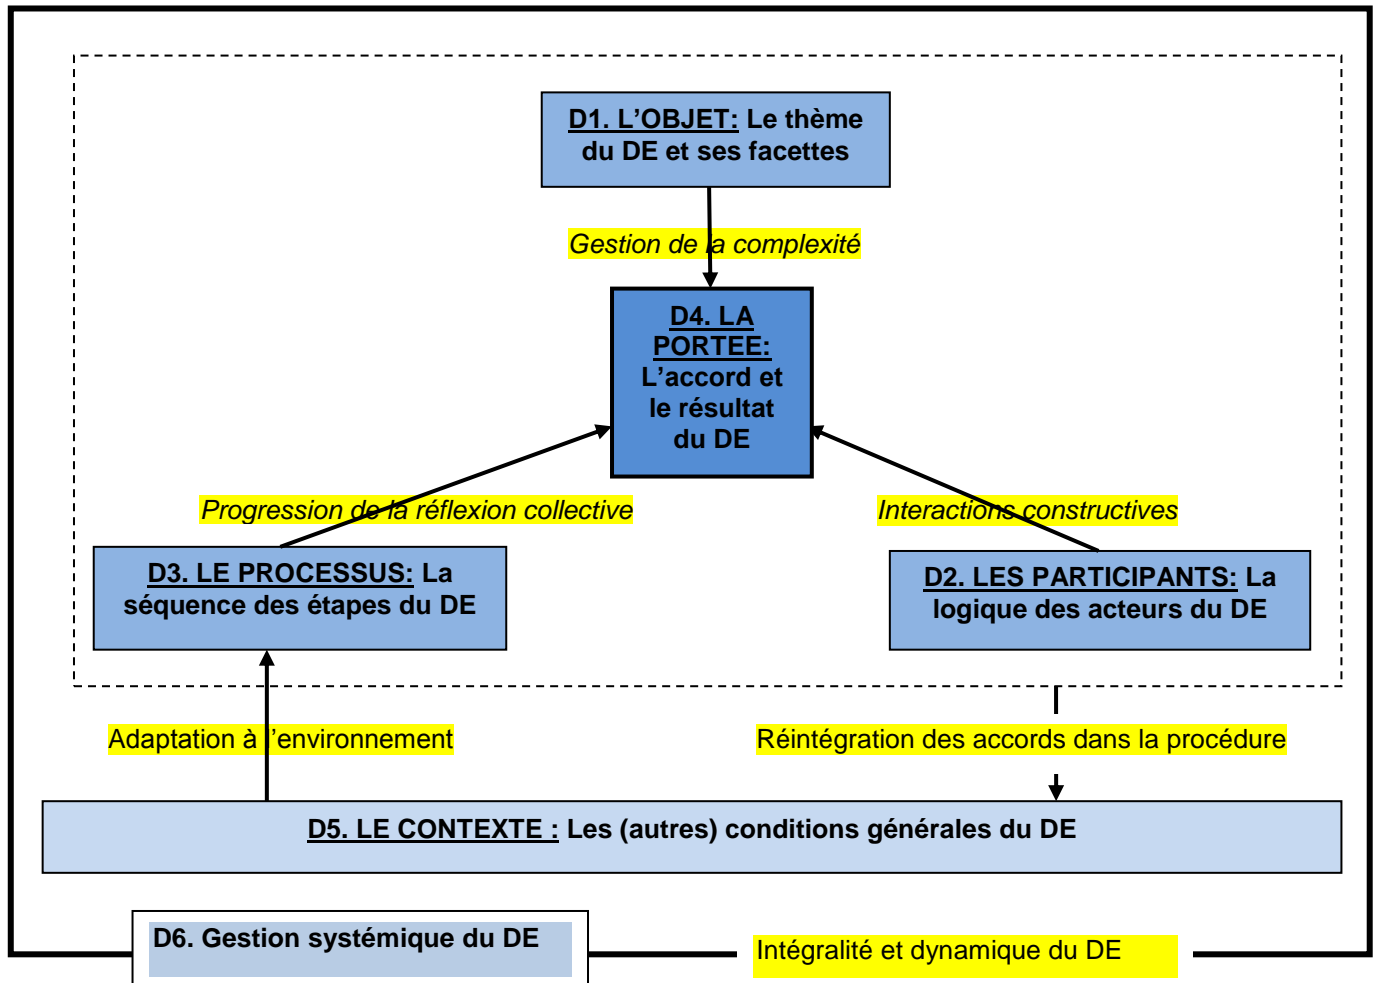 D1. L’OBJET: Le thème
du DE et ses facettes
Gestion de la complexité
D4. LA
PORTEE:
L’accord et
le résultat
du DE
Progression de la réflexion collective
Interactions constructives
D3. LE PROCESSUS: La
séquence des étapes du DE
D2. LES PARTICIPANTS: La
logique des acteurs du DE
Adaptation à l’environnement
Réintégration des accords dans la procédure
D5. LE CONTEXTE : Les (autres) conditions générales du DE
D6. Gestion systémique du DE
Intégralité et dynamique du DE